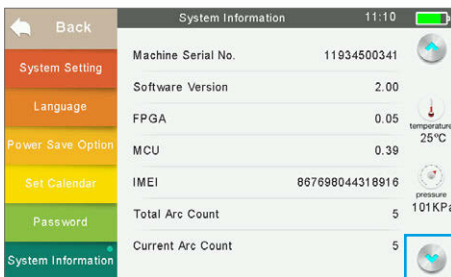 Back
System Information
11:10
System Setting
Language
Power Save Option
Set Calendar
Password
System Information
Machine Serial No. 11934500341
Software Version 2.00
FPGA 0.05
MCU 0.39
IMEI 867698044318916
Total Arc Count 5
Current Arc Count 5
temperature
25°C
pressure
101KPa